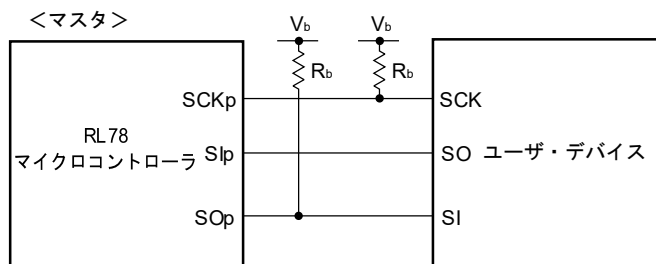 ＜マスタ＞
Vb
Vb
Rb
Rb
SCKp
SCK
RL78
マイクロコントローラ
SIp
SO ユーザ・デバイス
SOp
SI